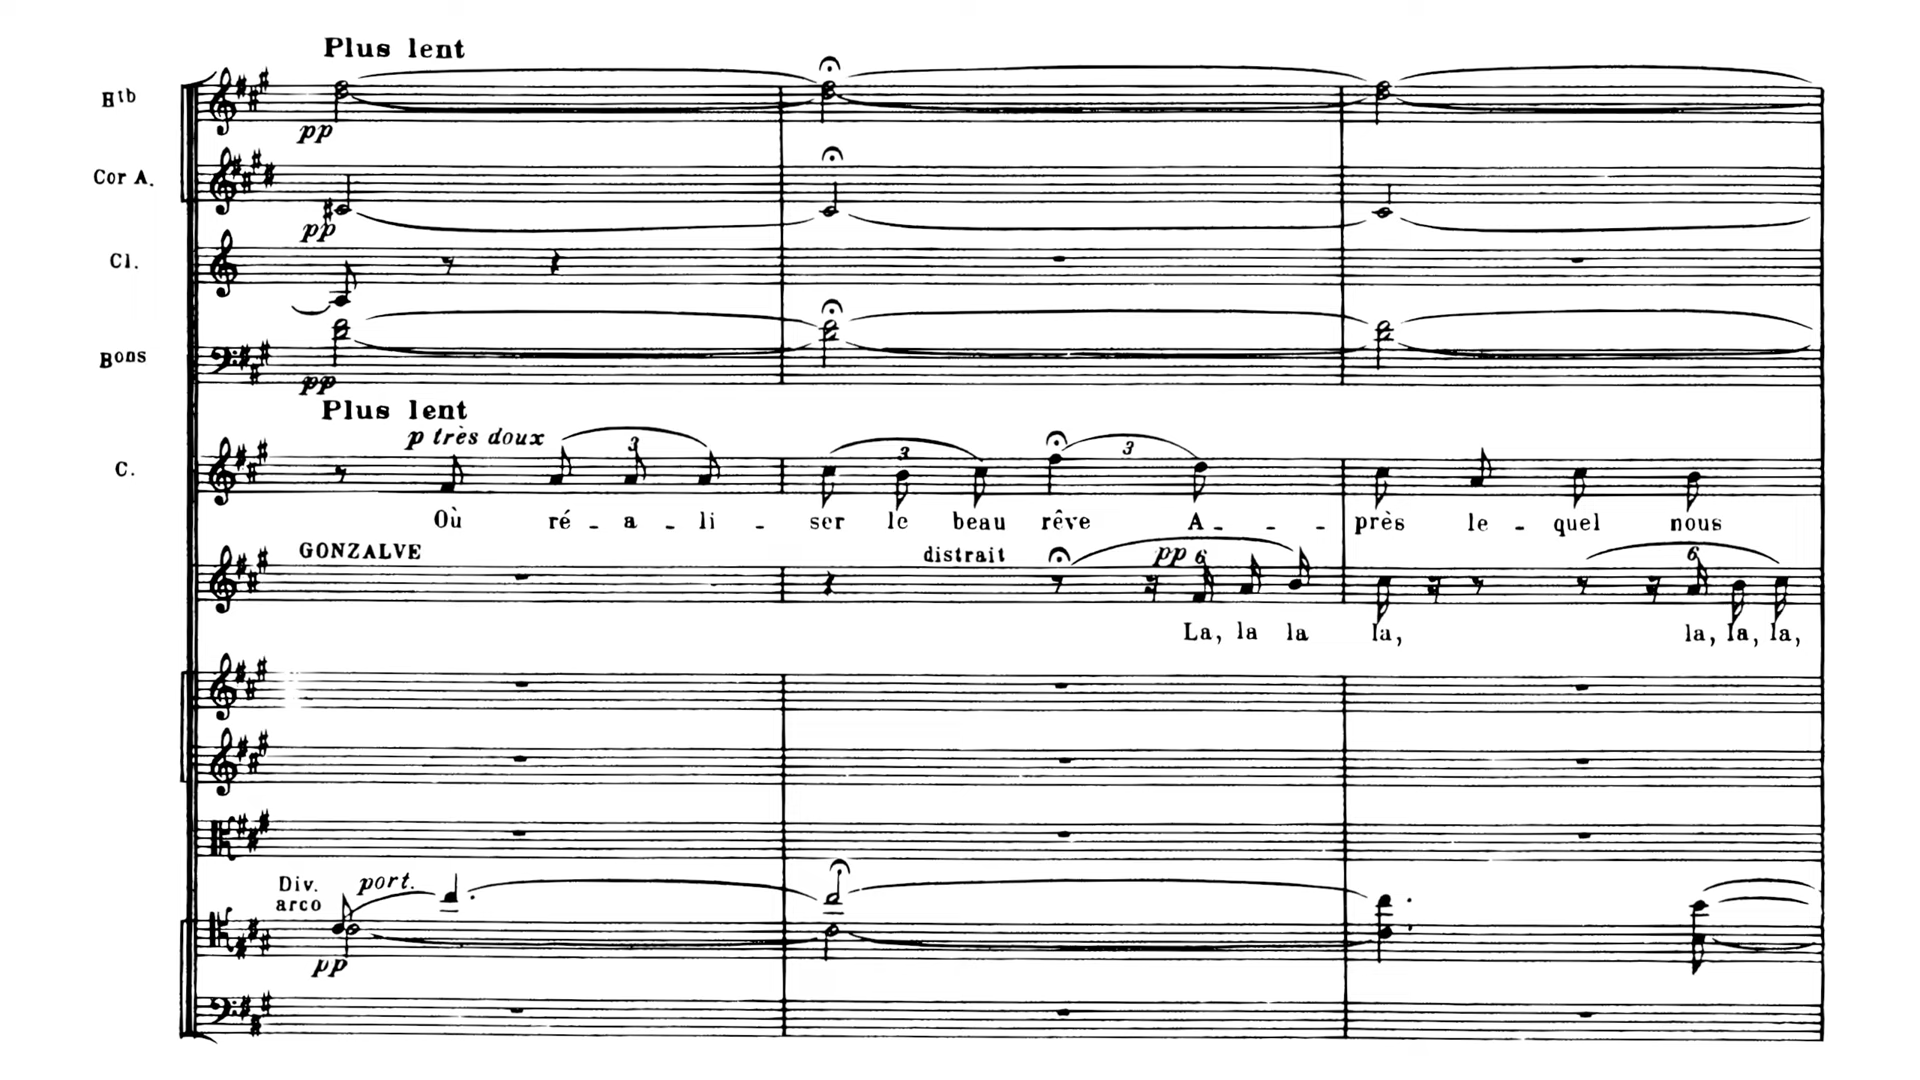 Plus lent
Htb
pp
Cor A.
pp
Cl.
Bons
pp
Plus lent
p très doux
3 3 3
C.
Où ré - a - li - ser le beau rêve A - - - près le - quel nous
GONZALVE distrait pp 6 6
La, la la la, la, la, la,
Div. port.
arco
pp